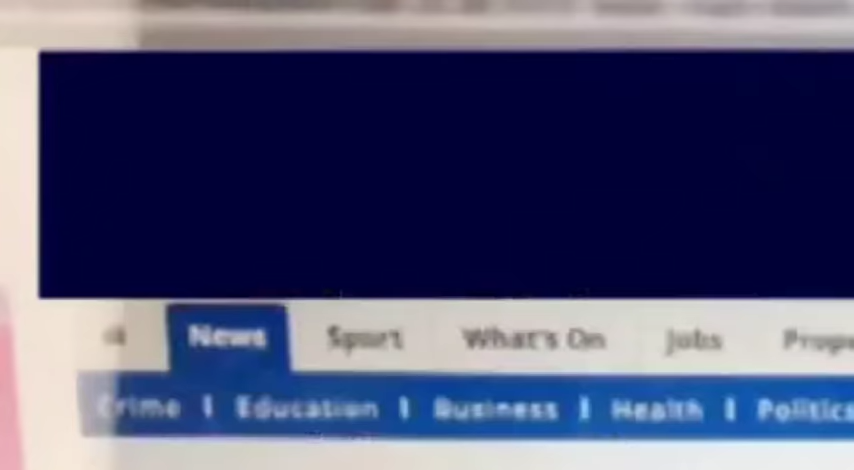 News Sport What's On Jobs
Crime | Education | Business | Health | Politics